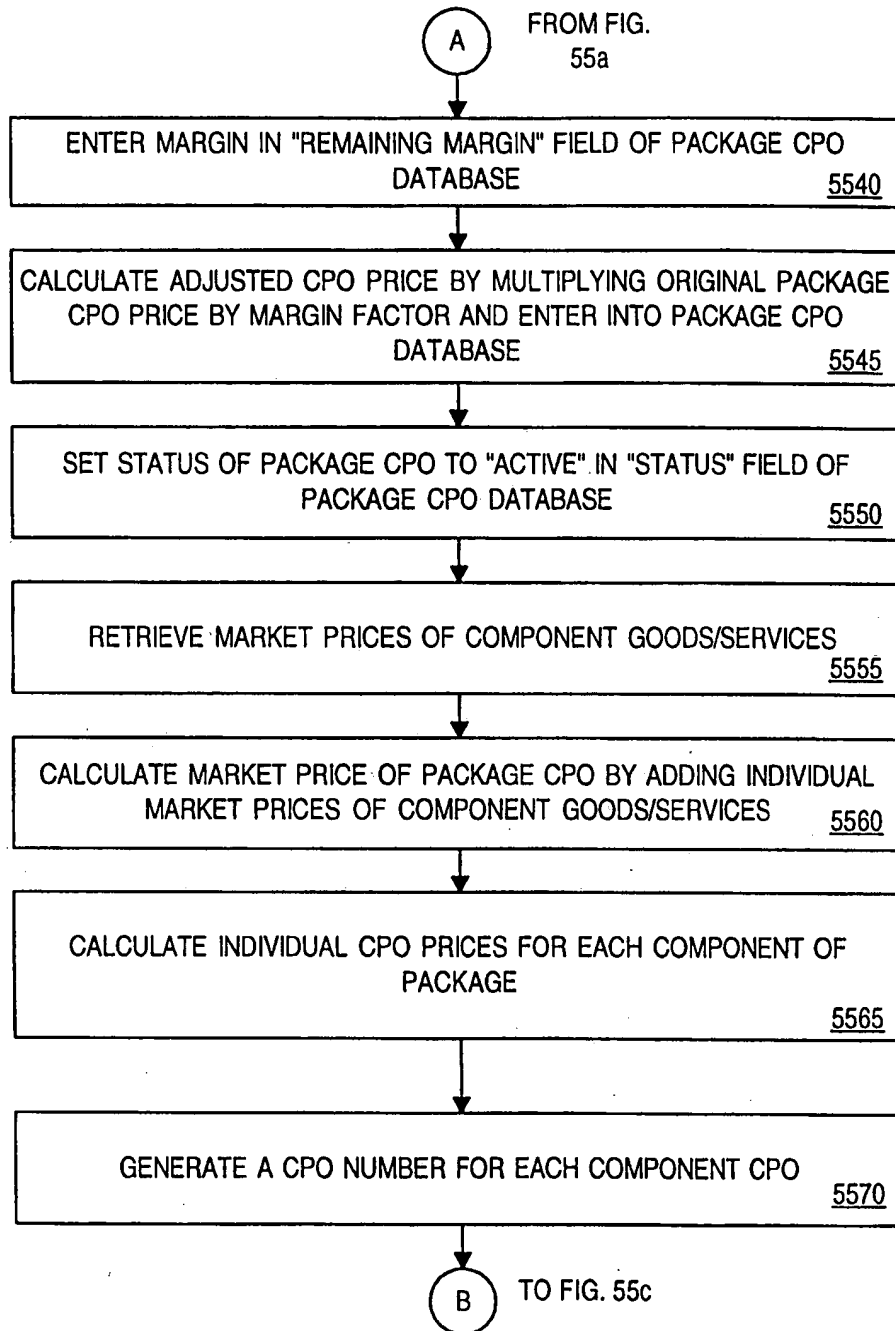 A
FROM FIG.
55a
ENTER MARGIN IN "REMAINING MARGIN" FIELD OF PACKAGE CPO
DATABASE
5540
CALCULATE ADJUSTED CPO PRICE BY MULTIPLYING ORIGINAL PACKAGE
CPO PRICE BY MARGIN FACTOR AND ENTER INTO PACKAGE CPO
DATABASE
5545
SET STATUS OF PACKAGE CPO TO "ACTIVE" IN "STATUS" FIELD OF
PACKAGE CPO DATABASE
5550
RETRIEVE MARKET PRICES OF COMPONENT GOODS/SERVICES
5555
CALCULATE MARKET PRICE OF PACKAGE CPO BY ADDING INDIVIDUAL
MARKET PRICES OF COMPONENT GOODS/SERVICES
5560
CALCULATE INDIVIDUAL CPO PRICES FOR EACH COMPONENT OF
PACKAGE
5565
GENERATE A CPO NUMBER FOR EACH COMPONENT CPO
5570
B
TO FIG. 55c